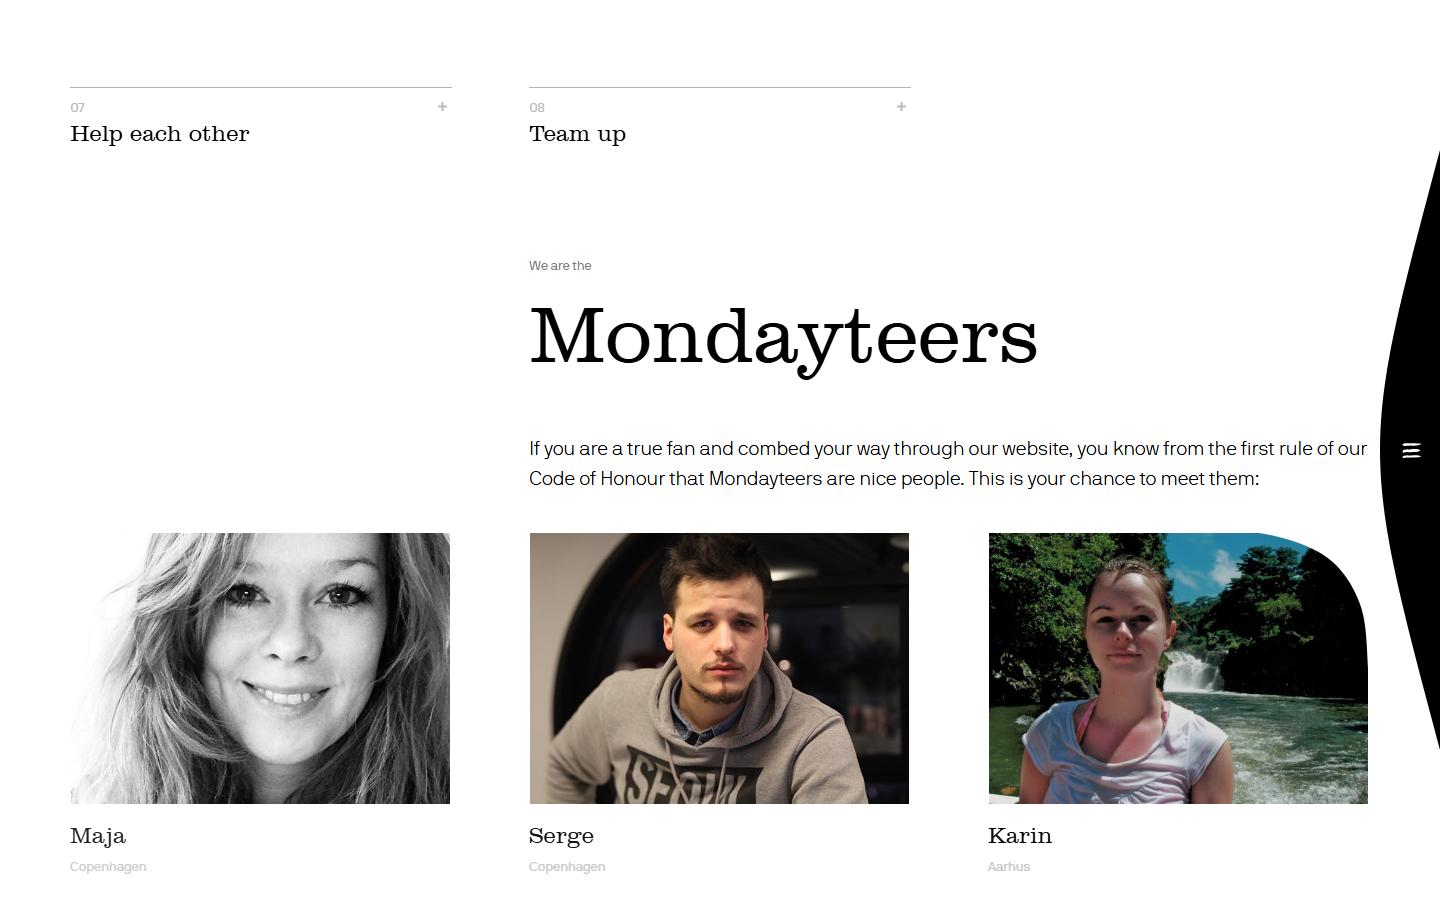 07
+
Help each other
08
+
Team up
We are the
Mondayteers
If you are a true fan and combed your way through our website, you know from the first rule of our
Code of Honour that Mondayteers are nice people. This is your chance to meet them:
SEOUL
Maja
Copenhagen
Serge
Copenhagen
Karin
Aarhus